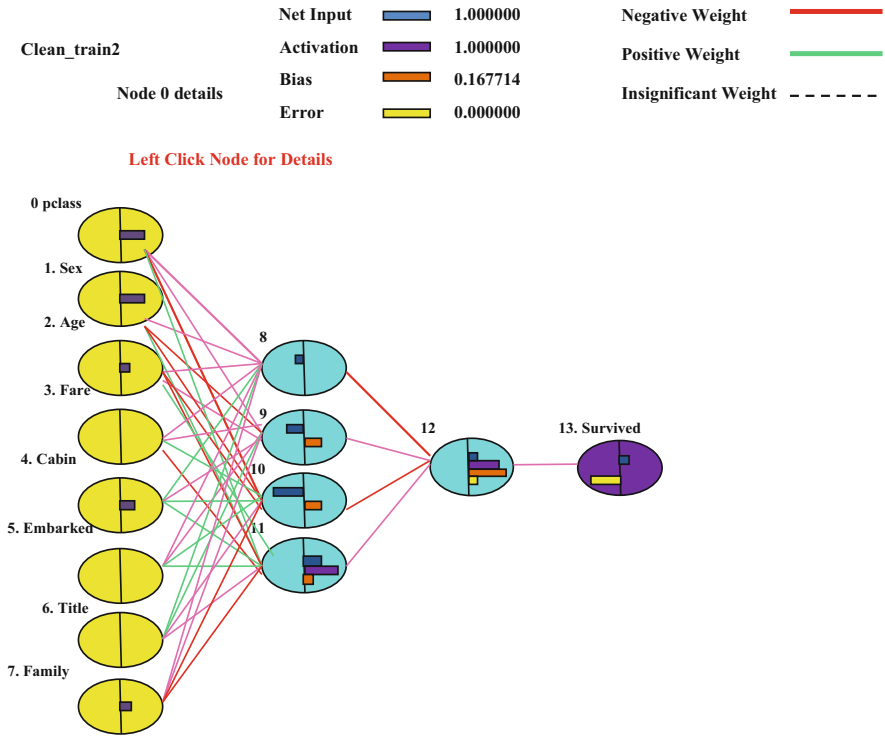 Clean_train2
Node 0 details
Net Input 1.000000
Activation 1.000000
Bias 0.167714
Error 0.000000
Negative Weight
Positive Weight
Insignificant Weight
Left Click Node for Details
0 pclass
1. Sex
2. Age
3. Fare
4. Cabin
5. Embarked
6. Title
7. Family
8
9
10
11
12
13. Survived